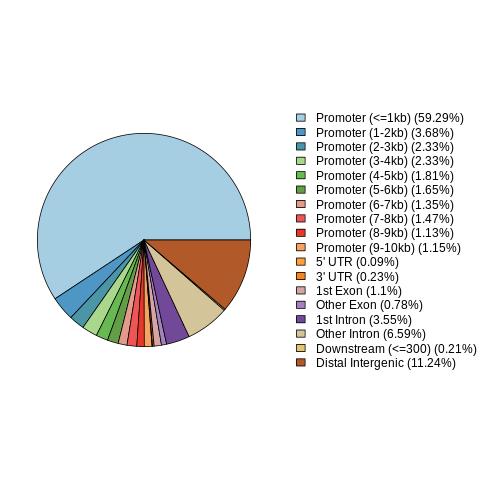 Promoter (<=1kb) (59.29%)
Promoter (1-2kb) (3.68%)
Promoter (2-3kb) (2.33%)
Promoter (3-4kb) (2.33%)
Promoter (4-5kb) (1.81%)
Promoter (5-6kb) (1.65%)
Promoter (6-7kb) (1.35%)
Promoter (7-8kb) (1.47%)
Promoter (8-9kb) (1.13%)
Promoter (9-10kb) (1.15%)
5' UTR (0.09%)
3' UTR (0.23%)
1st Exon (1.1%)
Other Exon (0.78%)
1st Intron (3.55%)
Other Intron (6.59%)
Downstream (<=300) (0.21%)
Distal Intergenic (11.24%)